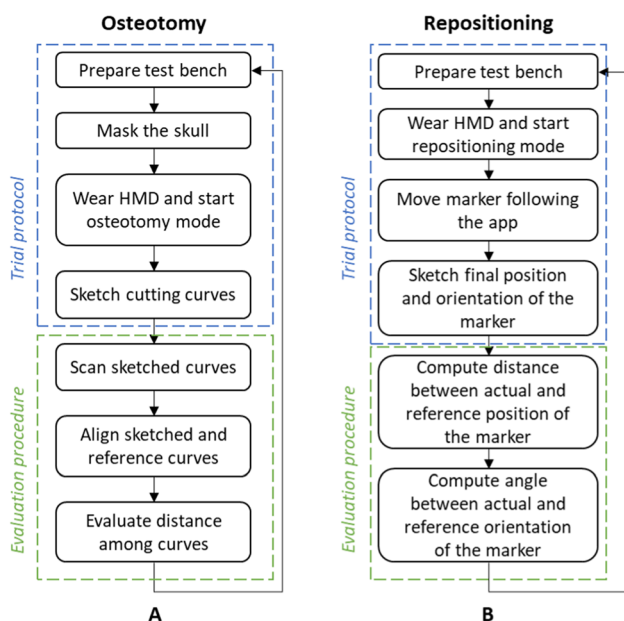 Osteotomy
Trial protocol
Prepare test bench
Mask the skull
Wear HMD and start
osteotomy mode
Sketch cutting curves
Evaluation procedure
Scan sketched curves
Align sketched and
reference curves
Evaluate distance
among curves
A
Repositioning
Trial protocol
Prepare test bench
Wear HMD and start
repositioning mode
Move marker following
the app
Sketch final position
and orientation of the
marker
Evaluation procedure
Compute distance
between actual and
reference position of
the marker
Compute angle
between actual and
reference orientation
of the marker
B